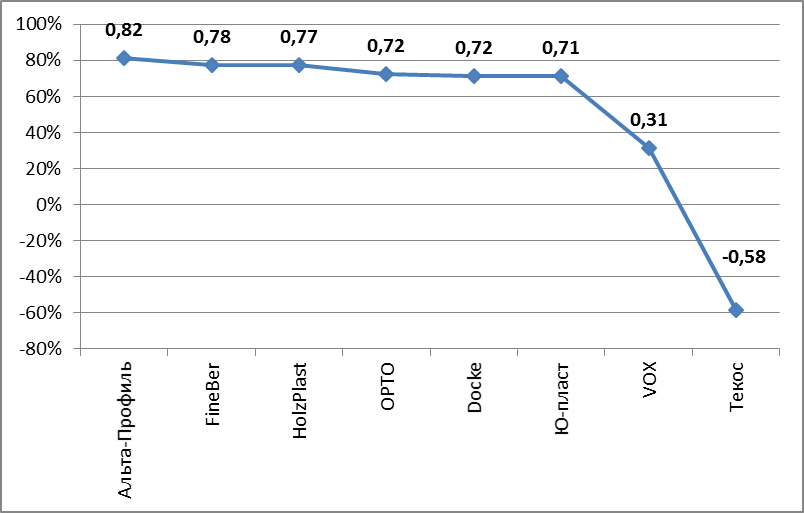 100%
80%
60%
40%
20%
0%
-20%
-40%
-60%
-80%
0,82
0,78
0,77
0,72
0,72
0,71
0,31
-0,58
Альта-Профиль
FineBer
HolzPlast
ОРТО
Docke
Ю-пласт
VOX
Текос